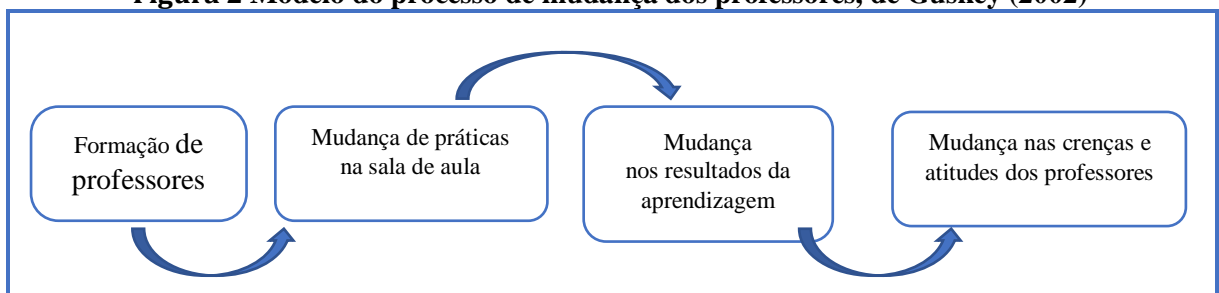 Figura 2 Modelo do processo de mudança dos professores, de Guskey (2002)
Formação de
professores
Mudança de práticas
na sala de aula
Mudança
nos resultados da
aprendizagem
Mudança nas crenças e
atitudes dos professores